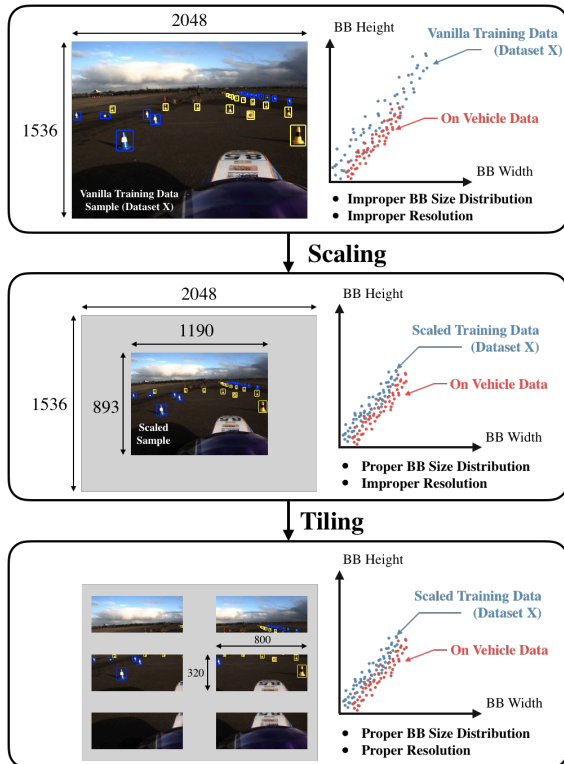 2048
BB Height
1536
Vanilla Training Data
Sample (Dataset X)
Vanilla Training Data
(Dataset X)
On Vehicle Data
BB Width
● Improper BB Size Distribution
● Improper Resolution
Scaling
2048
BB Height
1190
1536
893
Scaled
Sample
Scaled Training Data
(Dataset X)
On Vehicle Data
BB Width
● Proper BB Size Distribution
● Improper Resolution
Tiling
BB Height
800
320
Scaled Training Data
(Dataset X)
On Vehicle Data
BB Width
● Proper BB Size Distribution
● Proper Resolution